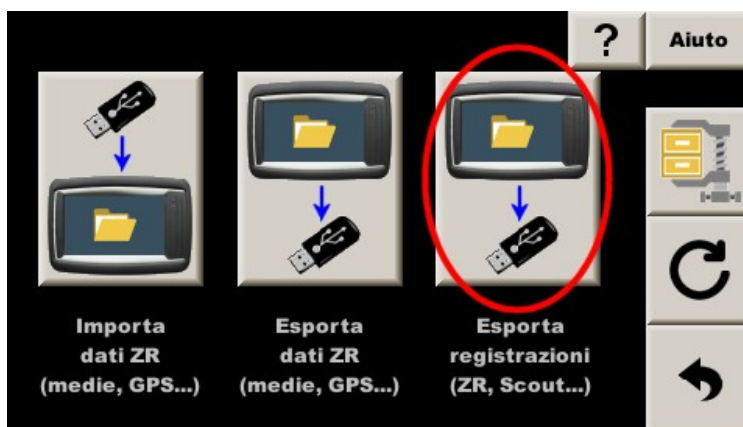 ? Aiuto
Importa
dati ZR
(medie, GPS...)
Esporta
dati ZR
(medie, GPS...)
Esporta
registrazioni
(ZR, Scout...)